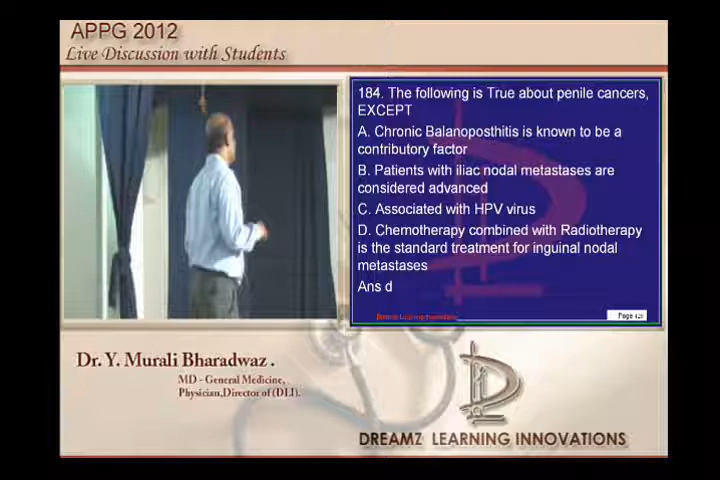 APPG 2012
Live Discussion with Students
184. The following is True about penile cancers,
EXCEPT
A. Chronic Balanoposthitis is known to be a
contributory factor
B. Patients with iliac nodal metastases are
considered advanced
C. Associated with HPV virus
D. Chemotherapy combined with Radiotherapy
is the standard treatment for inguinal nodal
metastases
Ans d
Dreamz Learning Innovations
Dr. Y. Murali Bharadwaz .
MD - General Medicine,
Physician,Director of (DLI).
DREAMZ LEARNING INNOVATIONS